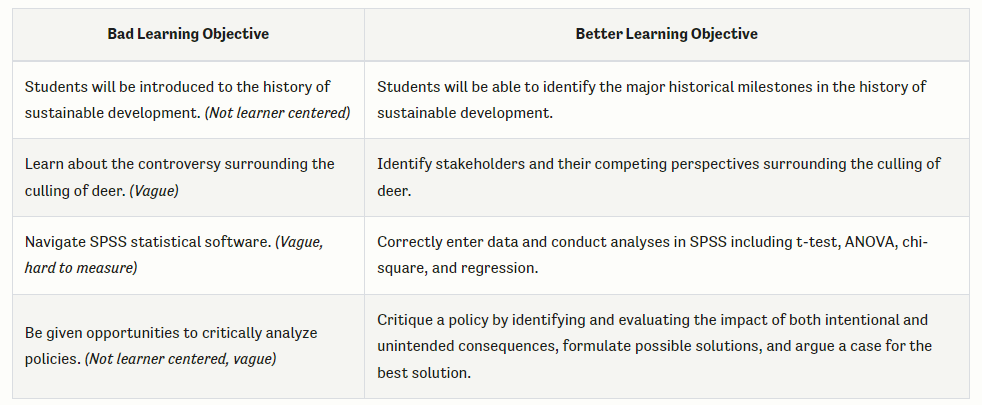 Bad Learning Objective
Better Learning Objective
Students will be introduced to the history of
sustainable development. (Not learner centered)
Students will be able to identify the major historical milestones in the history of
sustainable development.
Learn about the controversy surrounding the
culling of deer. (Vague)
Identify stakeholders and their competing perspectives surrounding the culling of
deer.
Navigate SPSS statistical software. (Vague,
hard to measure)
Correctly enter data and conduct analyses in SPSS including t-test, ANOVA, chi-
square, and regression.
Be given opportunities to critically analyze
policies. (Not learner centered, vague)
Critique a policy by identifying and evaluating the impact of both intentional and
unintended consequences, formulate possible solutions, and argue a case for the
best solution.